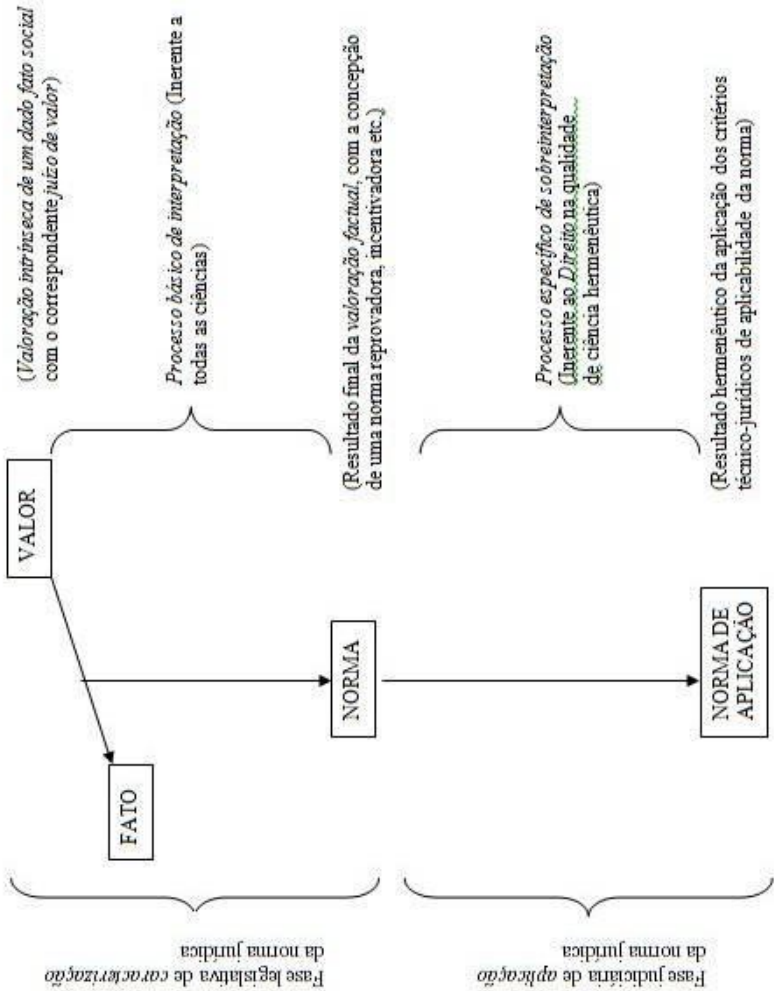 VALOR
(Valoração intrínseca de um dado fato social
com o correspondente juízo de valor)
FATO
Processo básico de interpretação (Inerente a
todas as ciências)
Fase legislativa de caracterização
da norma jurídica
NORMA
(Resultado final da valoração factual, com a concepção
de uma norma reprovadora, incentivadora etc.)
Processo específico de sobreinterpretação
(Inerente ao Direito na qualidade
de ciência hermenêutica)
Fase judiciária de aplicação
da norma jurídica
NORMA DE
APLICAÇÃO
(Resultado hermenêutico da aplicação dos critérios
técnico-jurídicos de aplicabilidade da norma)